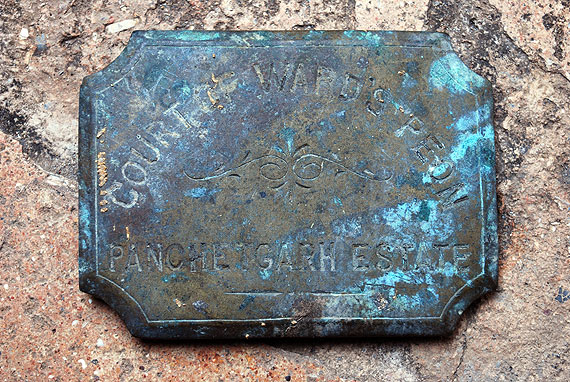 COURT OF WARD'S PEON
PANCHETGARH ESTATE